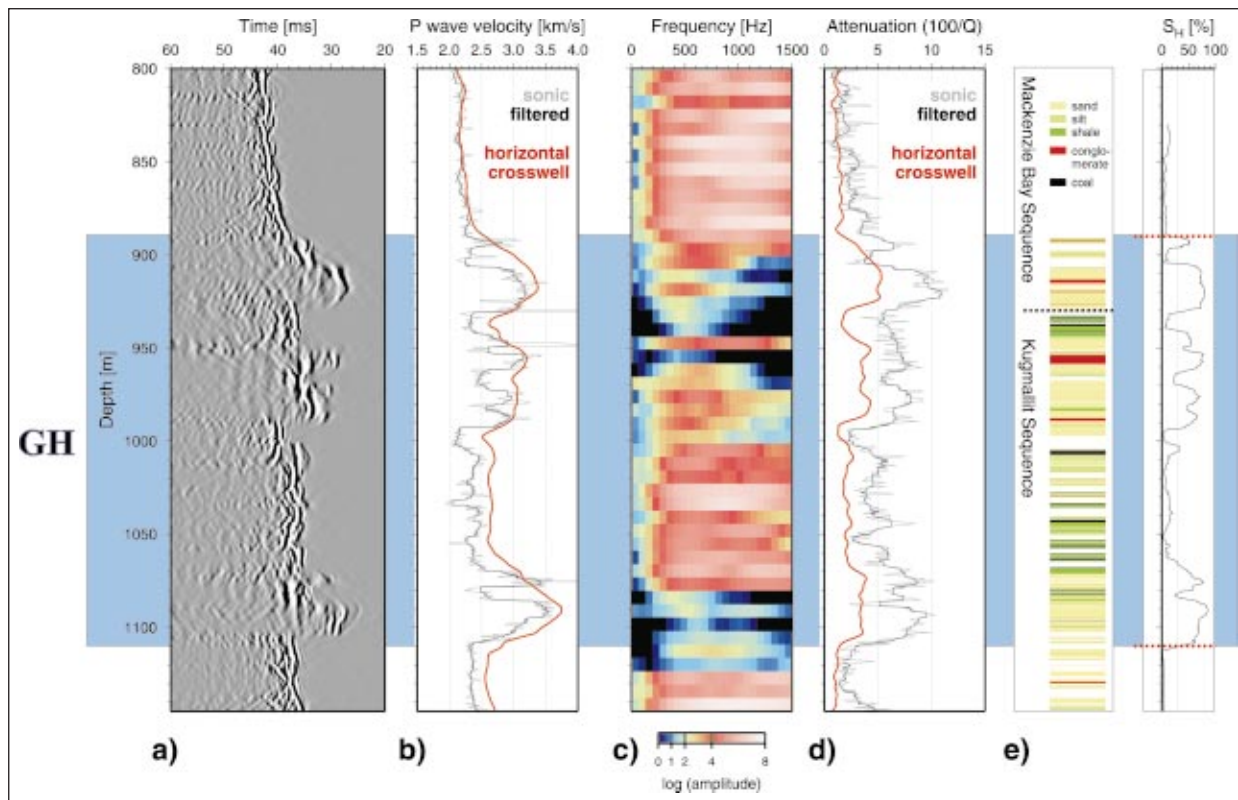 Time [ms]
60 50 40 30 20
P wave velocity [km/s]
1.5 2.0 2.5 3.0 3.5 4.0
Frequency [Hz]
0 500 1000 1500
Attenuation (100/Q)
0 5 10 15
S_H [%]
0 50 100
800
850
900
950
1000
1050
1100
Depth [m]
GH
sonic
filtered
horizontal
crosswell
sonic
filtered
horizontal
crosswell
Mackenzie Bay Sequence
Kugmallit Sequence
sand
silt
shale
conglo-
merate
coal
a)
b)
c)
d)
e)
0 1 2 4 8
log (amplitude)